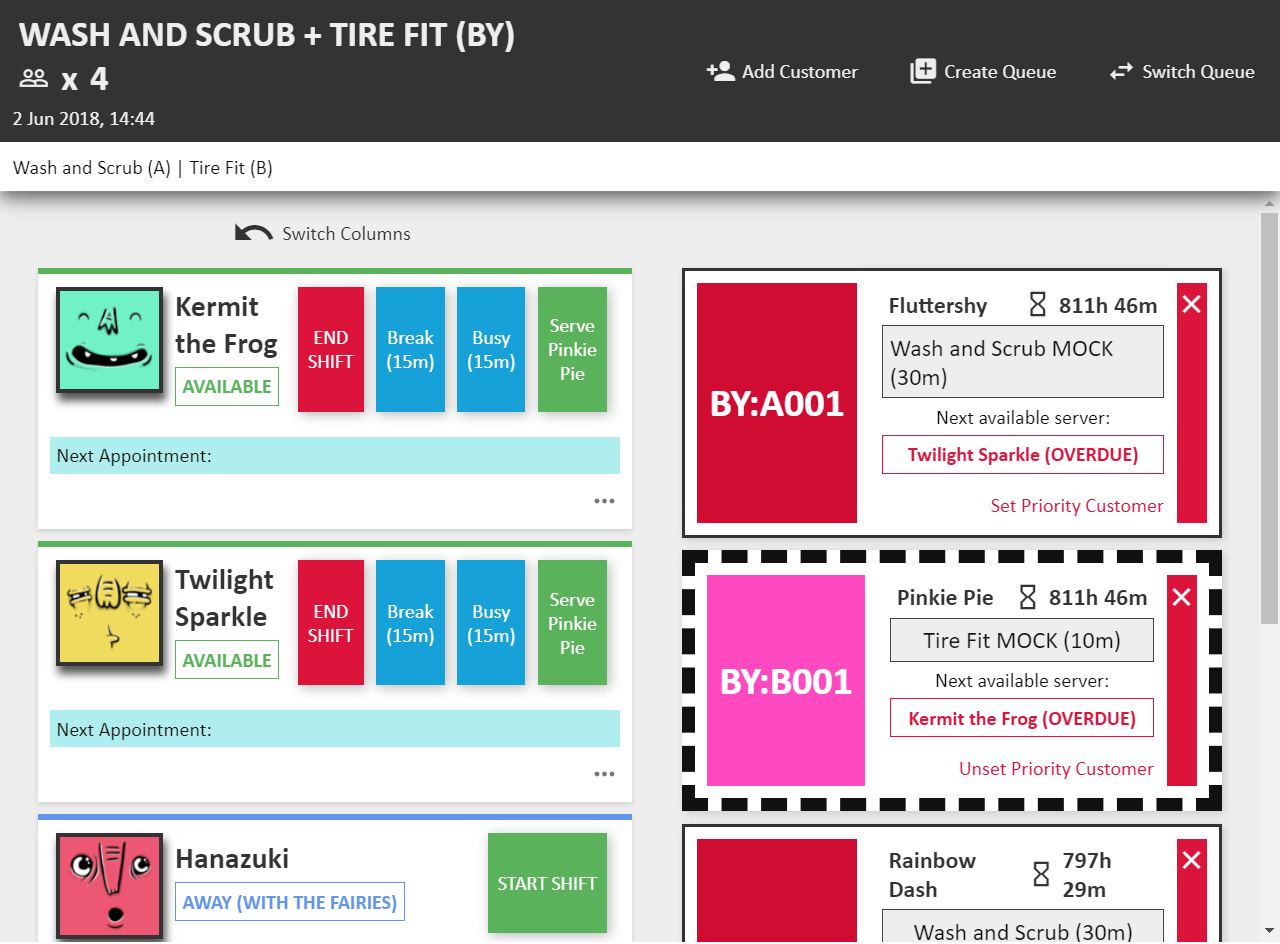 WASH AND SCRUB + TIRE FIT (BY)
x 4
2 Jun 2018, 14:44
Add Customer
Create Queue
Switch Queue
Wash and Scrub (A) | Tire Fit (B)
Switch Columns
Kermit
the Frog
AVAILABLE
END
SHIFT
Break
(15m)
Busy
(15m)
Serve
Pinkie
Pie
Next Appointment:
Twilight
Sparkle
AVAILABLE
END
SHIFT
Break
(15m)
Busy
(15m)
Serve
Pinkie
Pie
Next Appointment:
Hanazuki
AWAY (WITH THE FAIRIES)
START SHIFT
BY:A001
Fluttershy
811h 46m
Wash and Scrub MOCK
(30m)
Next available server:
Twilight Sparkle (OVERDUE)
Set Priority Customer
BY:B001
Pinkie Pie
811h 46m
Tire Fit MOCK (10m)
Next available server:
Kermit the Frog (OVERDUE)
Unset Priority Customer
Rainbow
Dash
797h
29m
Wash and Scrub (30m)